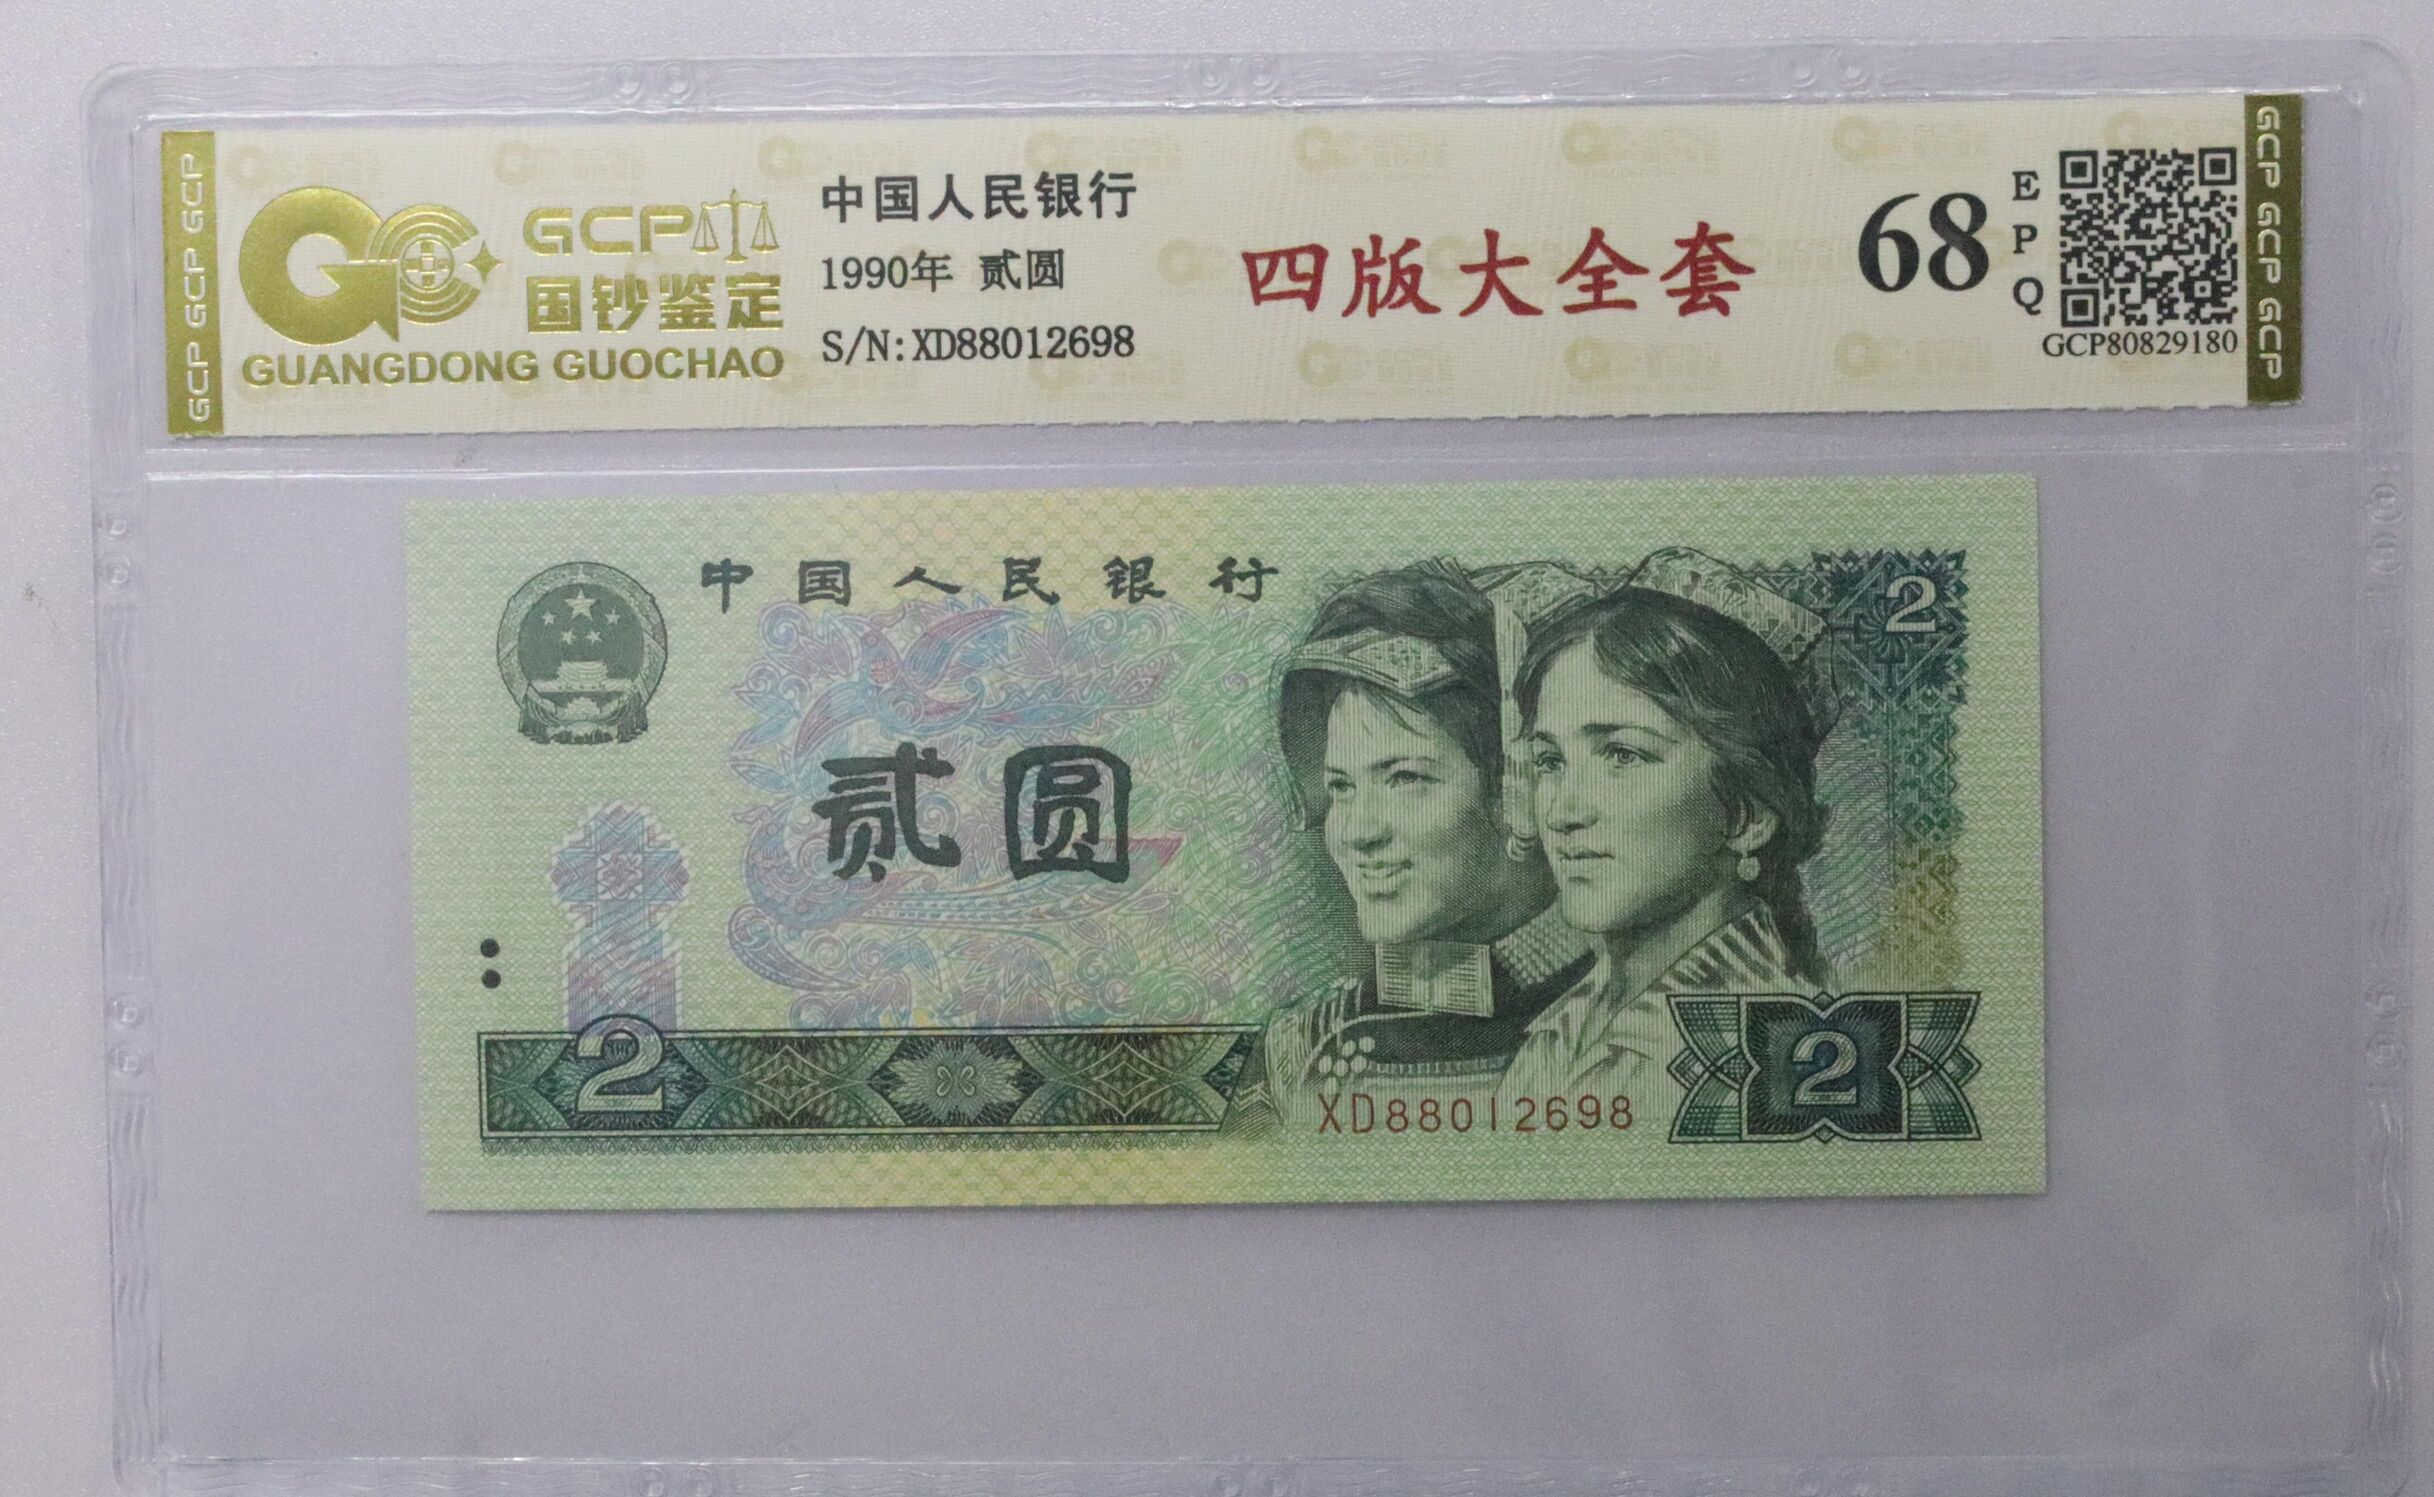 GCP GCP GCP
GCP
国钞鉴定
GUANGDONG GUOCHAO
中国人民银行
1990年 贰圆
S/N:XD88012698
四版大全套
68
EPQ
GCP80829180
GCP GCP GCP
中国人民银行
2
贰圆
2
XD88012698
2